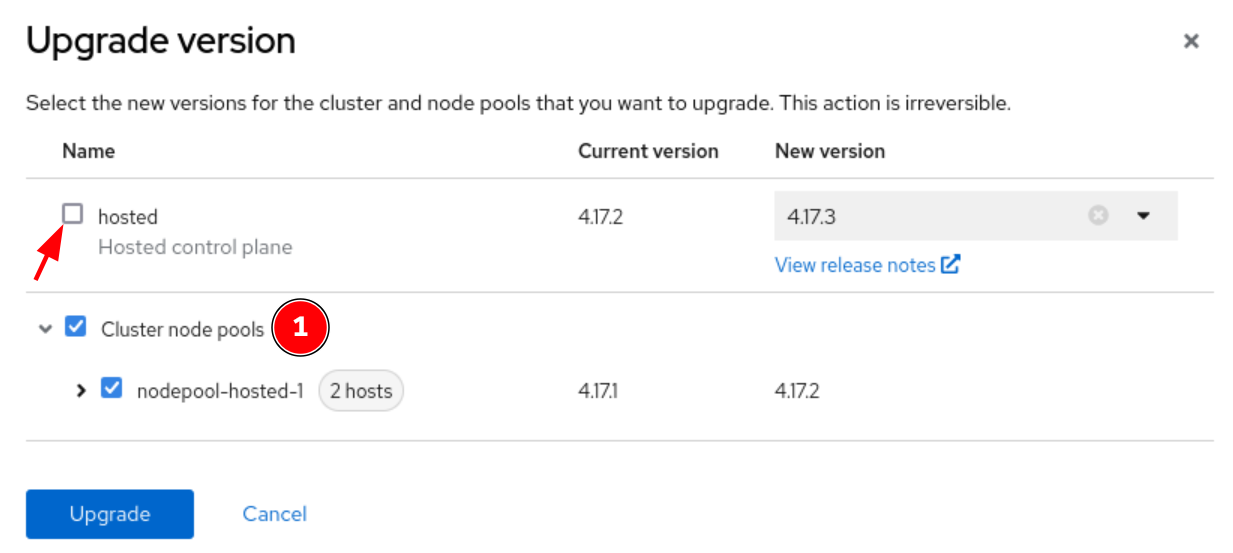 Upgrade version
Select the new versions for the cluster and node pools that you want to upgrade. This action is irreversible.
Name Current version New version
hosted 4.17.2 4.17.3
Hosted control plane
View release notes
Cluster node pools 1
nodepool-hosted-1 2 hosts 4.17.1 4.17.2
Upgrade Cancel